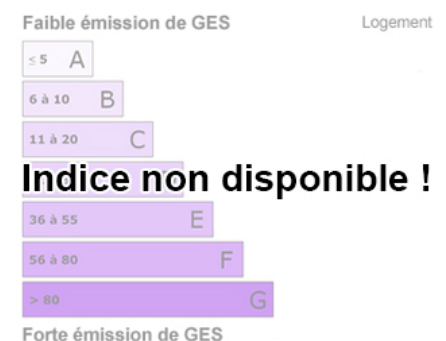 Faible émission de GES Logement
≤ 5 A
6 à 10 B
11 à 20 C
Indice non disponible !
36 à 55 E
56 à 80 F
> 80 G
Forte émission de GES